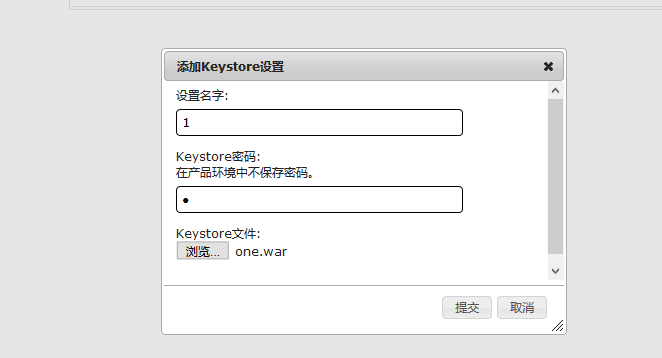 添加Keystore设置
设置名字:
1
Keystore密码:
在产品环境中不保存密码。
●
Keystore文件:
浏览... one.war
提交 取消